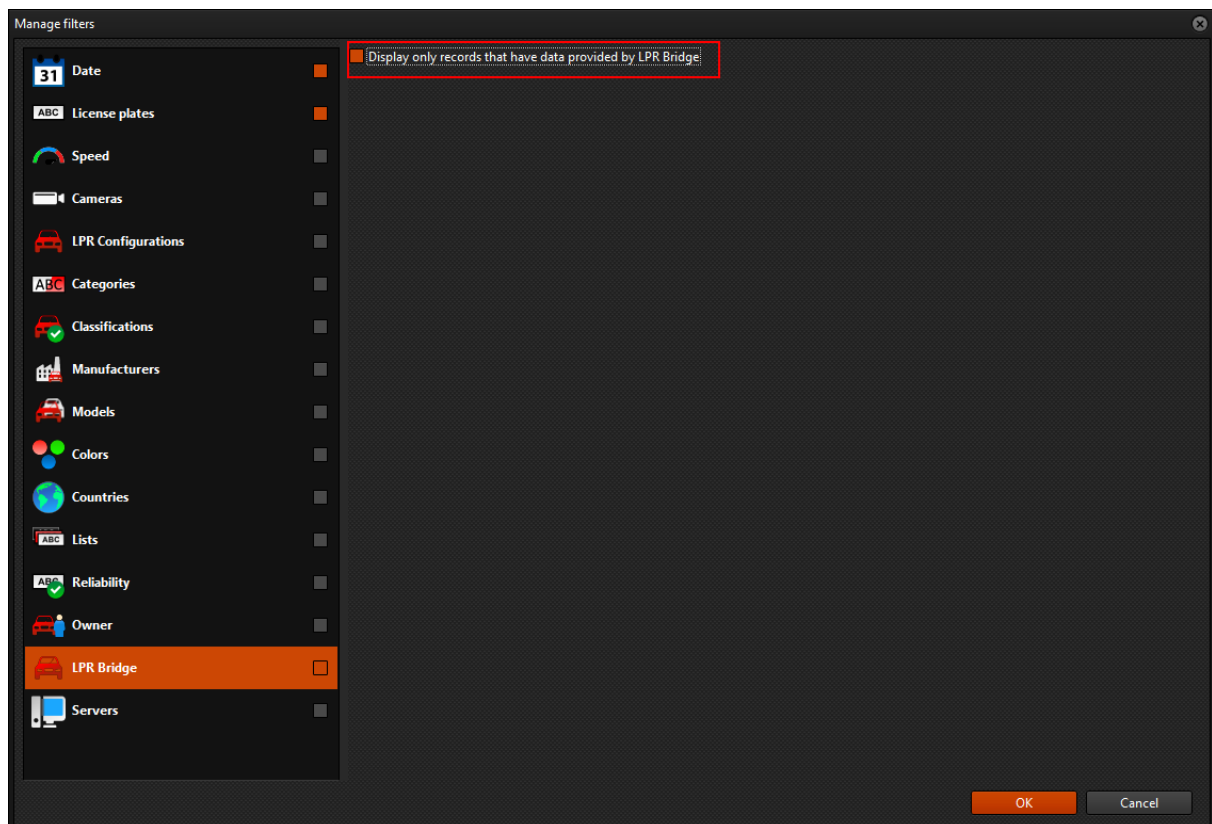 Manage filters
Display only records that have data provided by LPR Bridge
31 Date
ABC License plates
Speed
Cameras
LPR Configurations
ABC Categories
Classifications
Manufacturers
Models
Colors
Countries
ABC Lists
ABC Reliability
Owner
LPR Bridge
Servers
OK Cancel